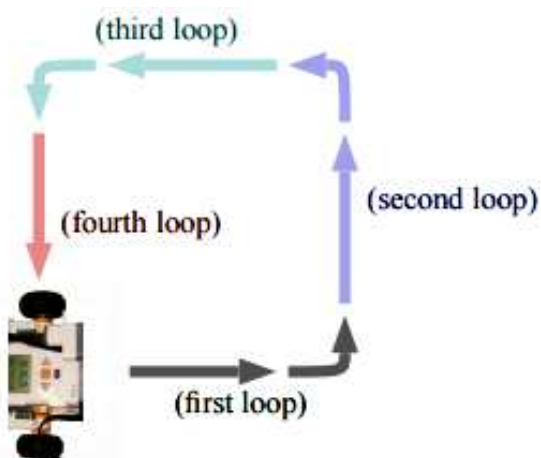 (third loop)
(second loop)
(fourth loop)
(first loop)